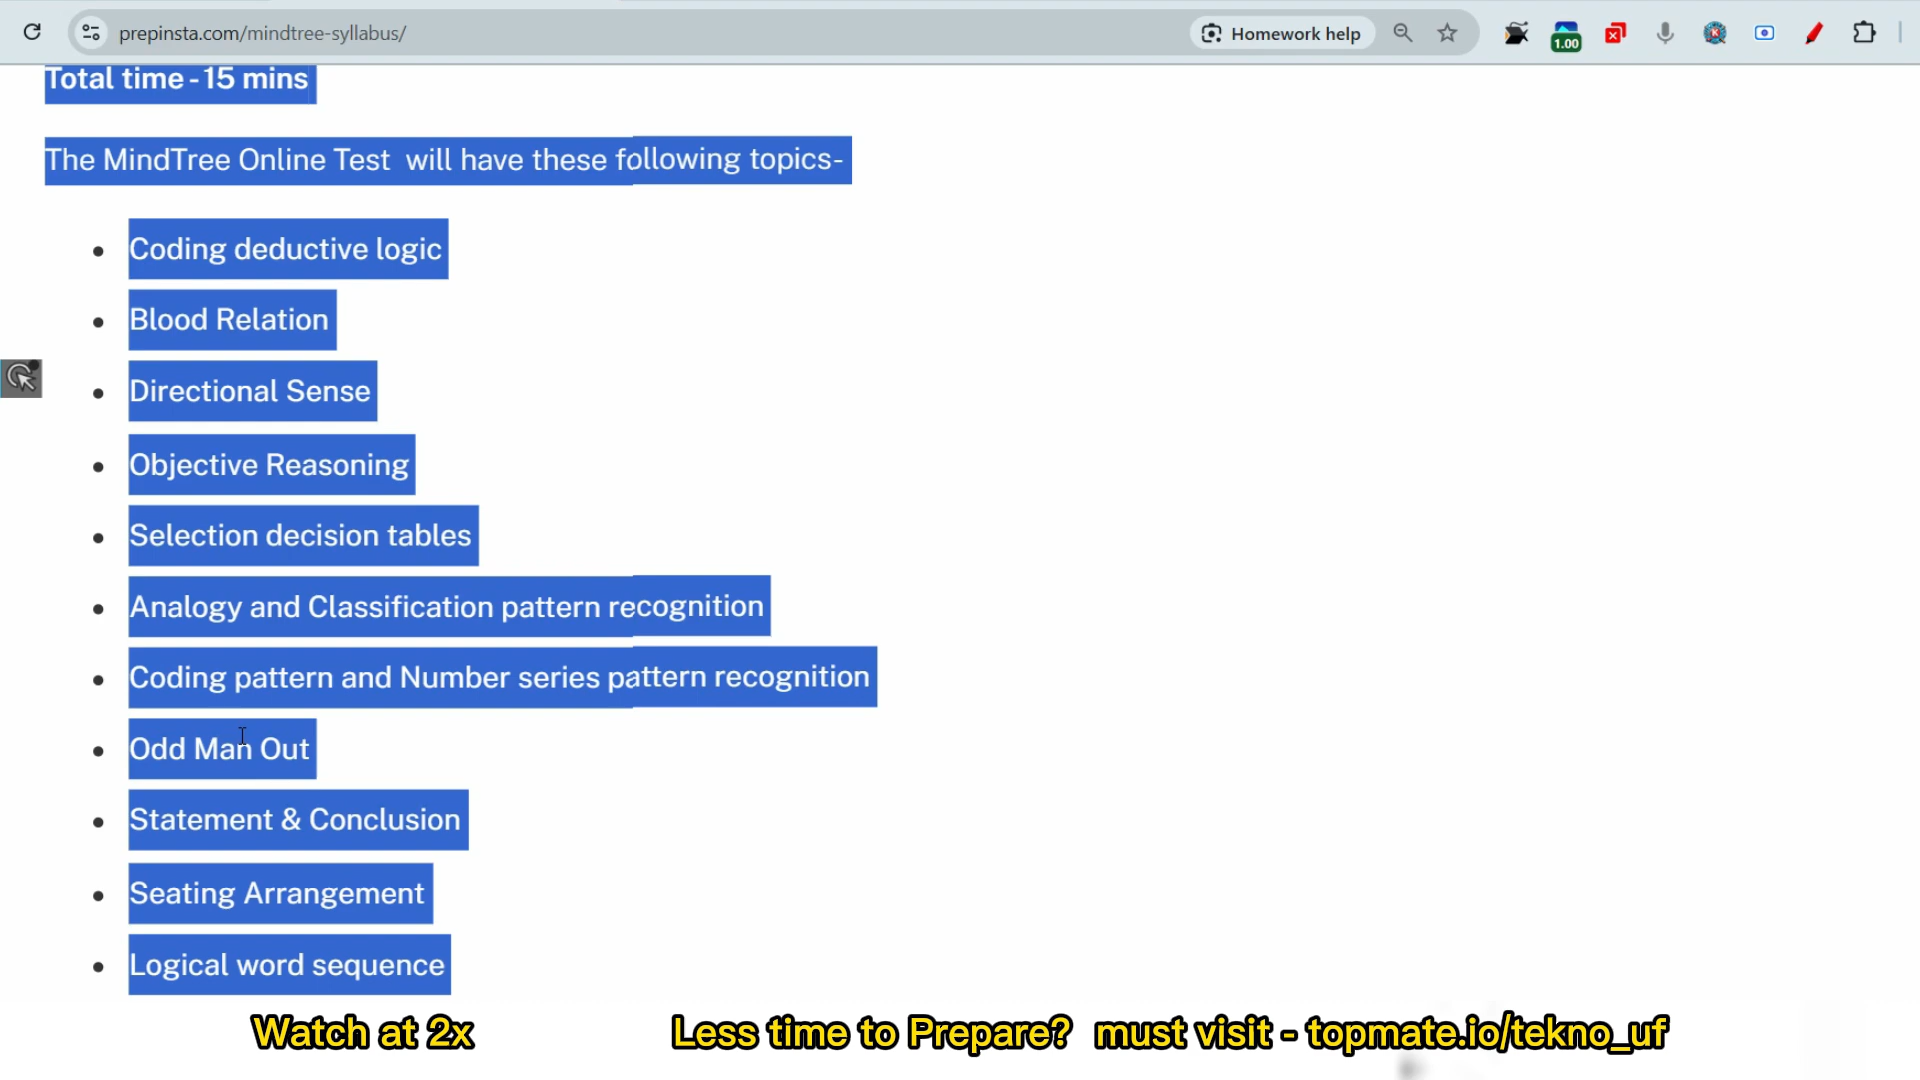 prepinsta.com/mindtree-syllabus/
Homework help
1.00
Total time - 15 mins
The MindTree Online Test will have these following topics-
Coding deductive logic
Blood Relation
Directional Sense
Objective Reasoning
Selection decision tables
Analogy and Classification pattern recognition
Coding pattern and Number series pattern recognition
Odd Man Out
Statement & Conclusion
Seating Arrangement
Logical word sequence
Watch at 2x
Less time to Prepare? must visit - topmate.io/tekno_uf